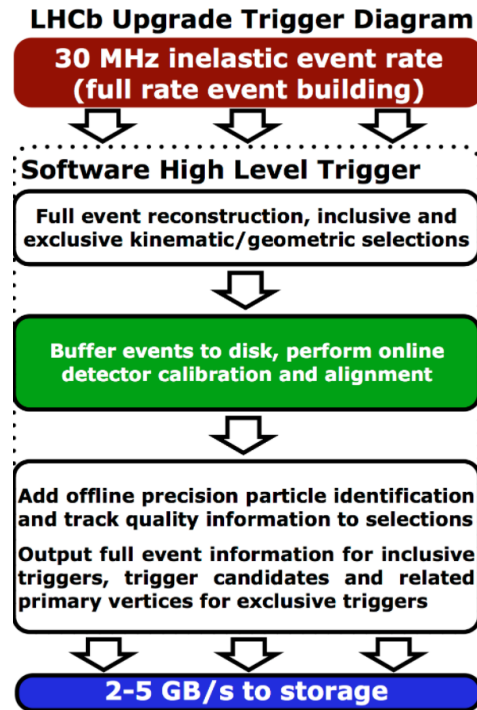 LHCb Upgrade Trigger Diagram
30 MHz inelastic event rate
(full rate event building)
Software High Level Trigger
Full event reconstruction, inclusive and
exclusive kinematic/geometric selections
Buffer events to disk, perform online
detector calibration and alignment
Add offline precision particle identification
and track quality information to selections
Output full event information for inclusive
triggers, trigger candidates and related
primary vertices for exclusive triggers
2-5 GB/s to storage